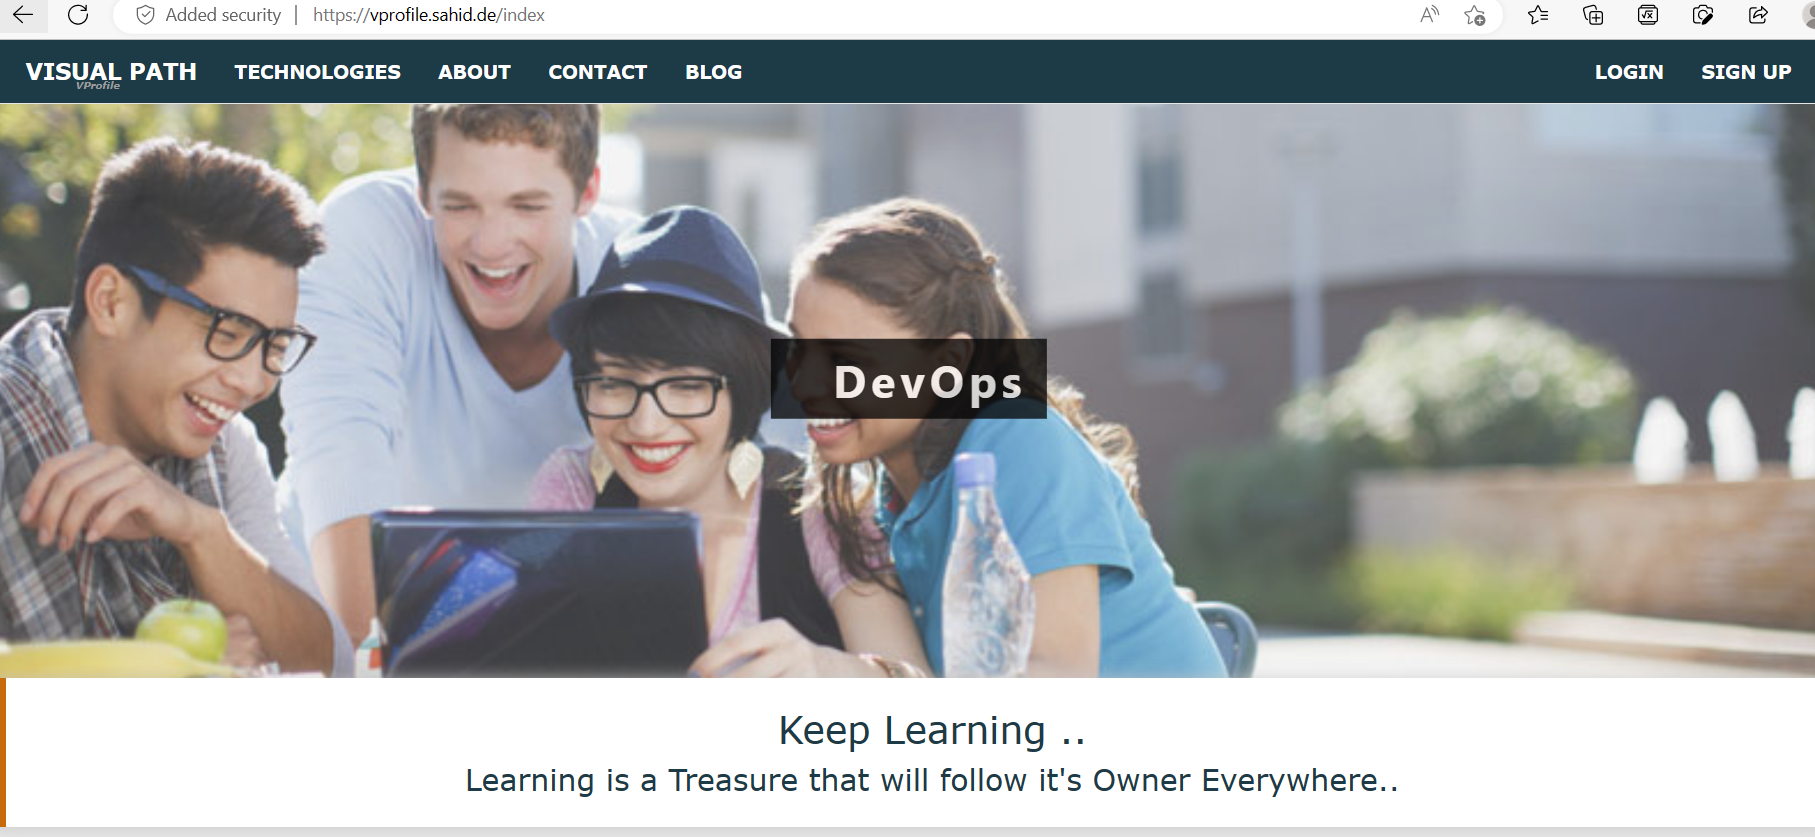 Added security | https://vprofile.sahid.de/index
VISUAL PATH TECHNOLOGIES ABOUT CONTACT BLOG LOGIN SIGN UP
VProfile
DevOps
Keep Learning ..
Learning is a Treasure that will follow it's Owner Everywhere..